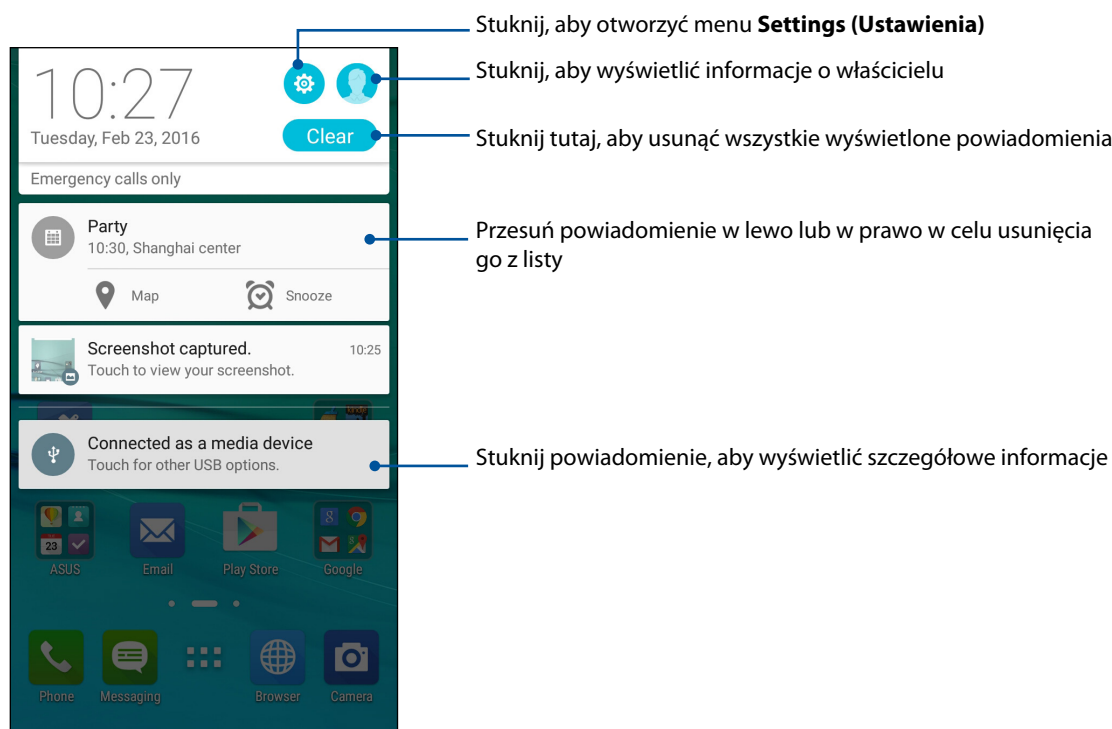 Stuknij, aby otworzyć menu Settings (Ustawienia)
Stuknij, aby wyświetlić informacje o właścicielu
Stuknij tutaj, aby usunąć wszystkie wyświetlone powiadomienia
Przesuń powiadomienie w lewo lub w prawo w celu usunięcia
go z listy
Stuknij powiadomienie, aby wyświetlić szczegółowe informacje
10:27
Tuesday, Feb 23, 2016
Clear
Emergency calls only
Party
10:30, Shanghai center
Map Snooze
Screenshot captured. 10:25
Touch to view your screenshot.
Connected as a media device
Touch for other USB options.
23
8
ASUS Email Play Store Google
Phone Messaging Browser Camera